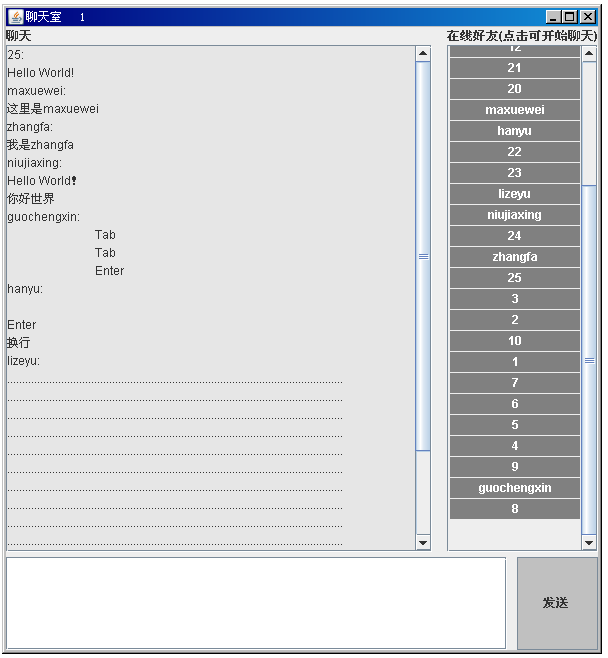 聊天室 1
聊天
25:
Hello World!
maxuewei:
这里是maxuewei
zhangfa:
我是zhangfa
niujiaxing:
Hello World!
你好世界
guochengxin:
Tab
Tab
Enter
hanyu:
Enter
换行
lizeyu:
在线好友(点击可开始聊天)
12
21
20
maxuewei
hanyu
22
23
lizeyu
niujiaxing
24
zhangfa
25
3
2
10
1
7
6
5
4
9
guochengxin
8
发送